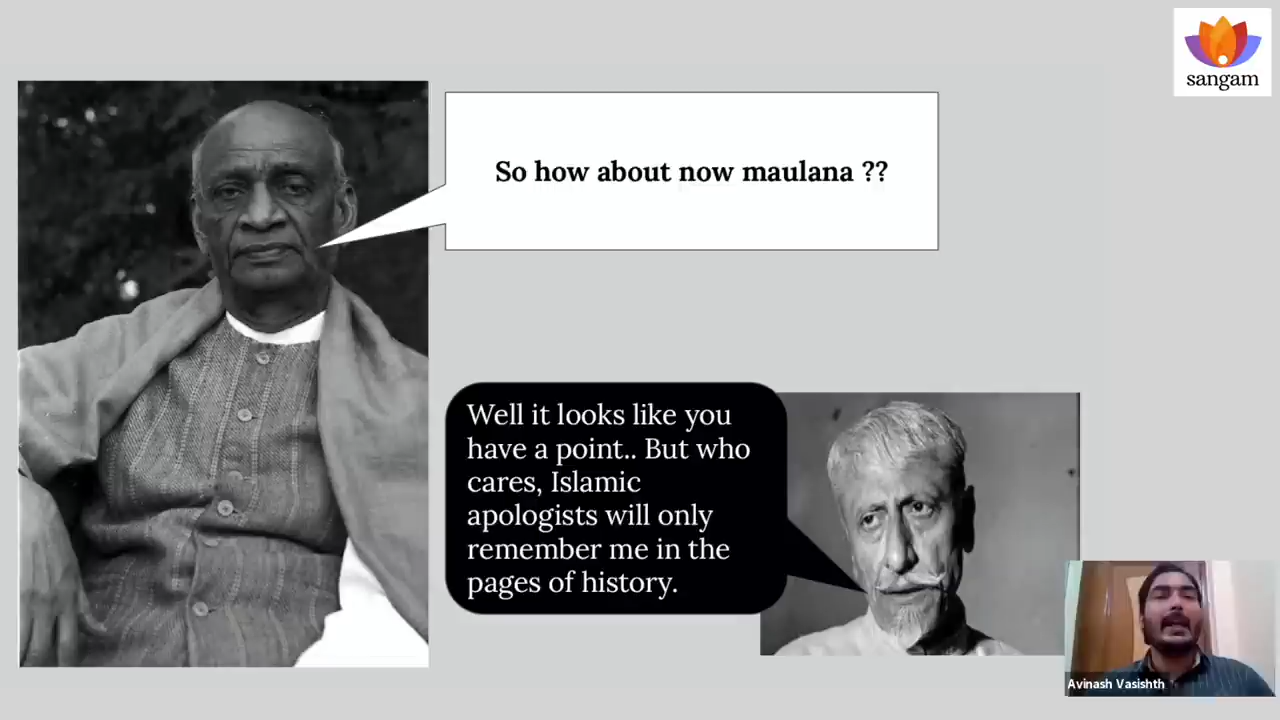 sangam
So how about now maulana ??
Well it looks like you
have a point.. But who
cares, Islamic
apologists will only
remember me in the
pages of history.
Avinash Vasishth